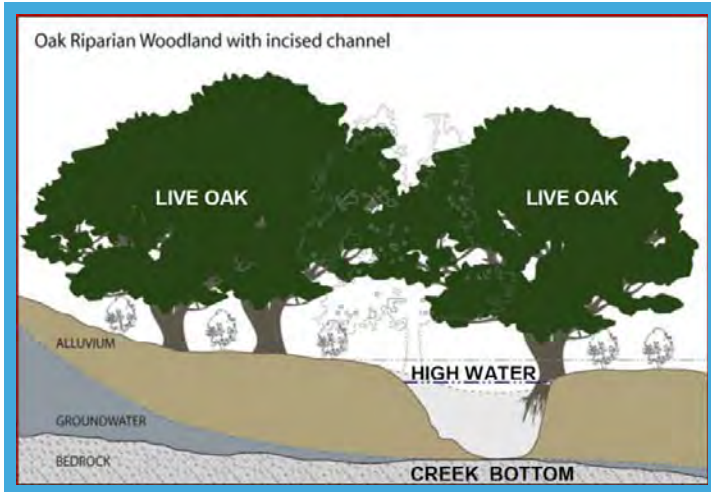 Oak Riparian Woodland with incised channel
LIVE OAK
LIVE OAK
ALLUVIUM
HIGH WATER
GROUNDWATER
BEDROCK
CREEK BOTTOM